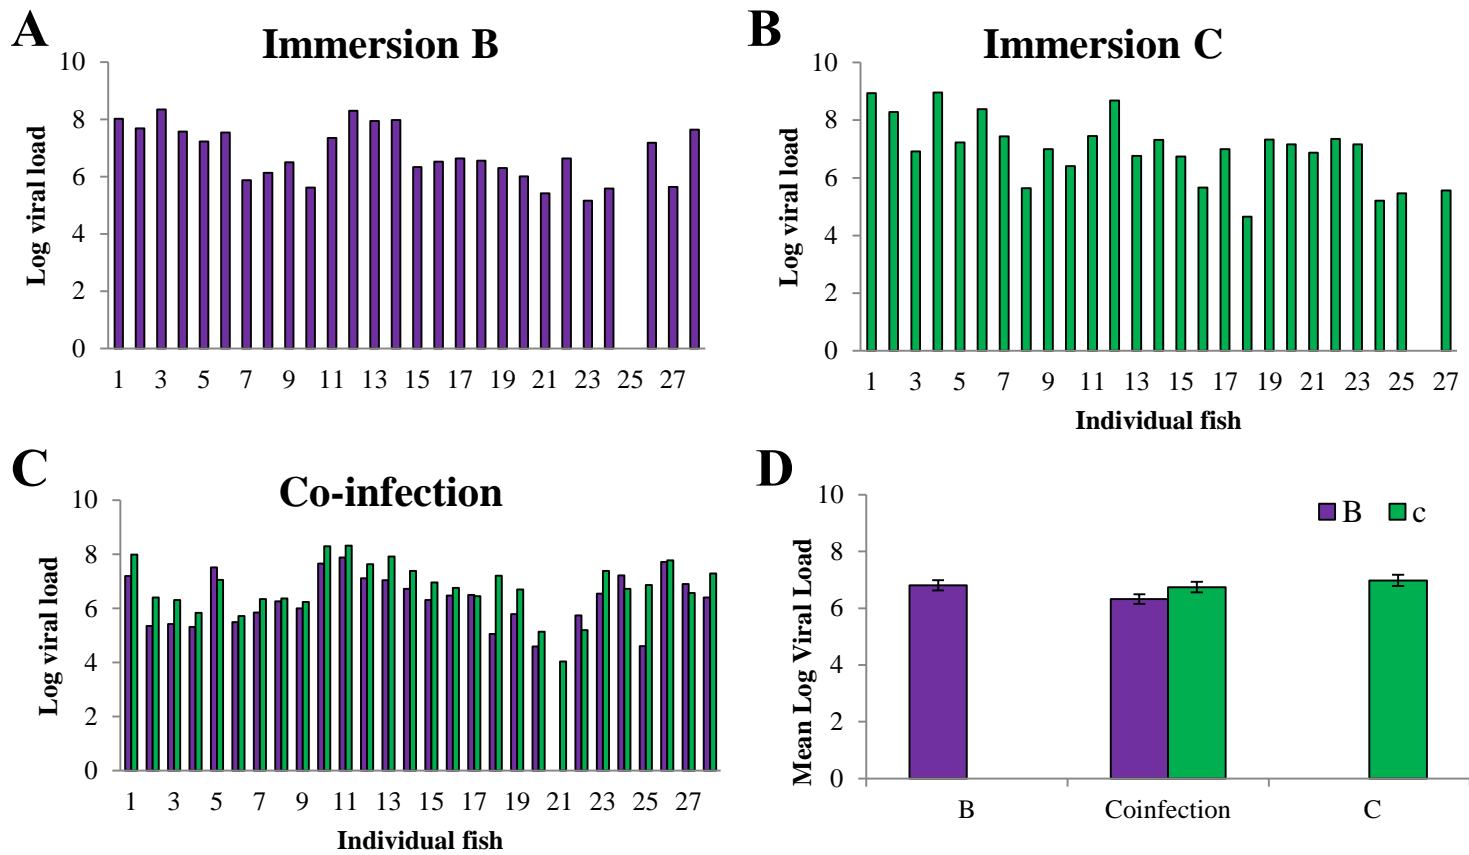 A
Immersion B
Log viral load
10
8
6
4
2
0
1 3 5 7 9 11 13 15 17 19 21 23 25 27
B
Immersion C
Log viral load
10
8
6
4
2
0
1 3 5 7 9 11 13 15 17 19 21 23 25 27
Individual fish
C
Co-infection
Log viral load
10
8
6
4
2
0
1 3 5 7 9 11 13 15 17 19 21 23 25 27
Individual fish
D
B c
Mean Log Viral Load
10
8
6
4
2
0
B Coinfection C